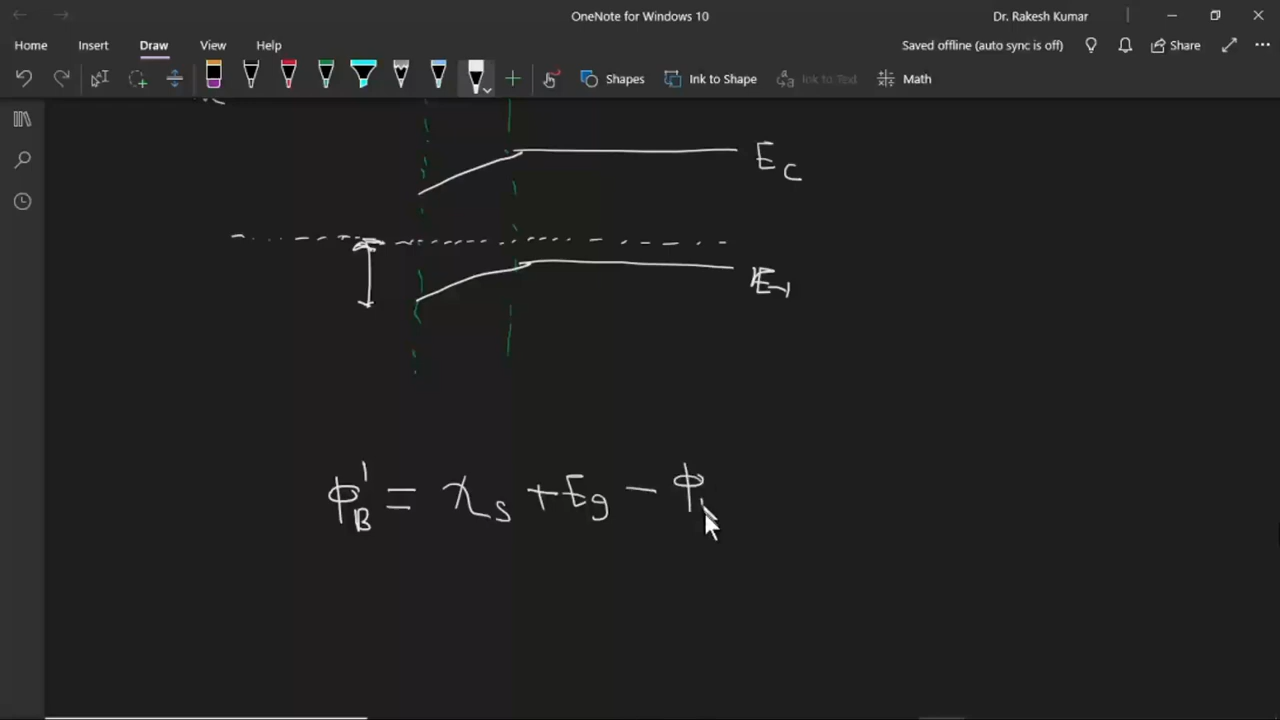 OneNote for Windows 10
Dr. Rakesh Kumar
Home Insert Draw View Help
Saved offline (auto sync is off)
Share
Shapes
Ink to Shape
Ink to Text
Math
E_C
ϕ'_B = χ_s + E_g − ϕ